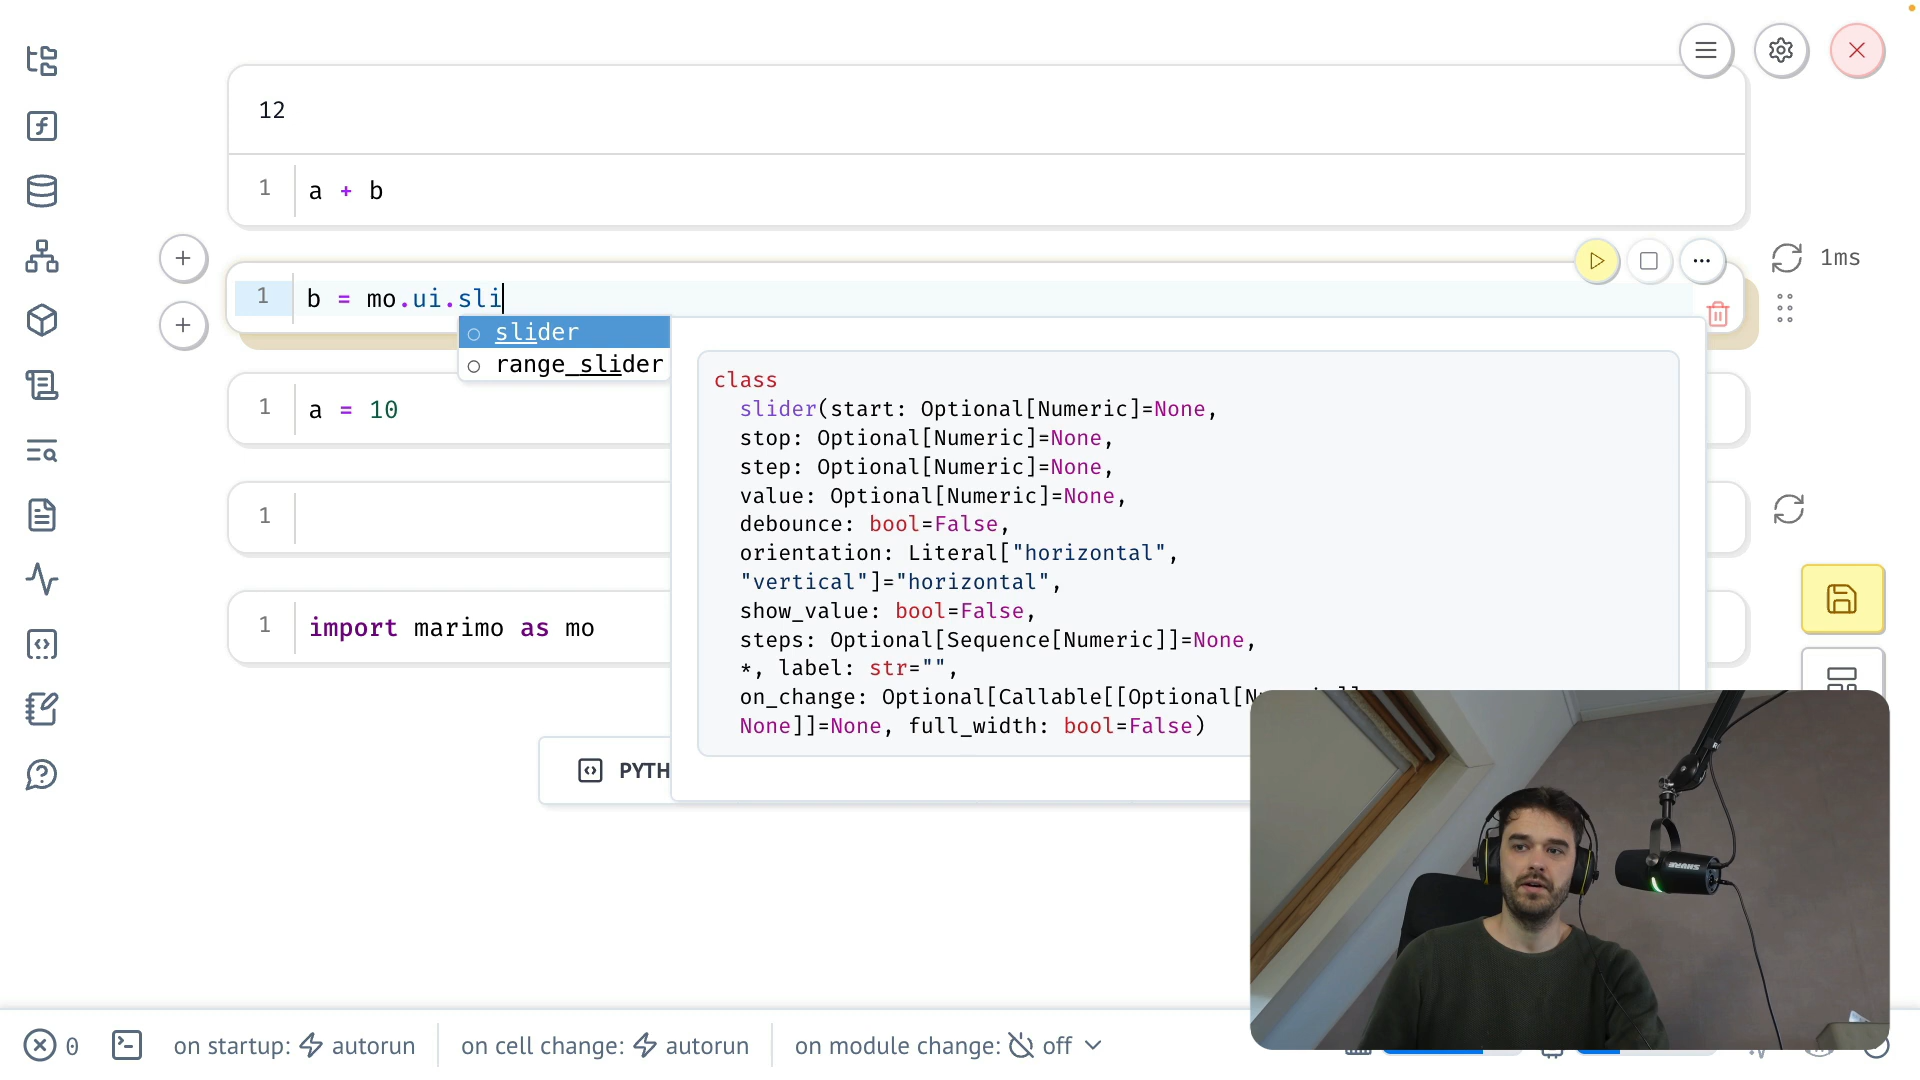 12
1 a + b
1ms
1 b = mo.ui.sli
slider
range_slider
1 a = 10
1
1 import marimo as mo
class
slider(start: Optional[Numeric]=None,
stop: Optional[Numeric]=None,
step: Optional[Numeric]=None,
value: Optional[Numeric]=None,
debounce: bool=False,
orientation: Literal["horizontal",
"vertical"]="horizontal",
show_value: bool=False,
steps: Optional[Sequence[Numeric]]=None,
*, label: str="",
on_change: Optional[Callable[[Optional[
None]]=None, full_width: bool=False)
PYTH
SHURE
0 on startup: autorun on cell change: autorun on module change: off